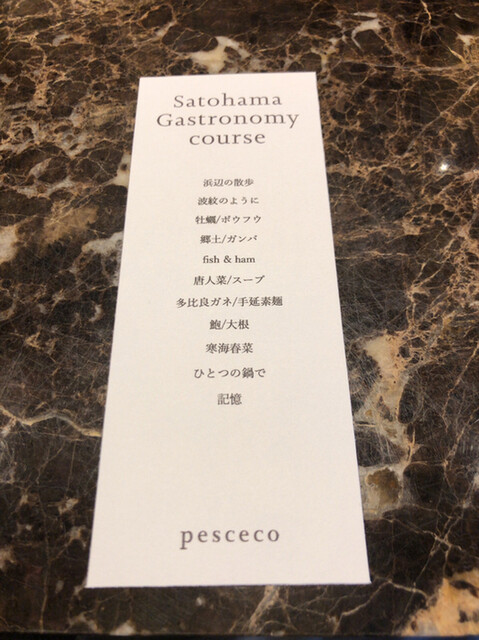 Satohama
Gastronomy
course
浜辺の散歩
波紋のように
牡蠣/ボウフウ
郷土/ガンバ
fish & ham
唐人菜/スープ
多比良ガネ/手延素麺
鮑/大根
寒海春菜
ひとつの鍋で
記憶
pesceco